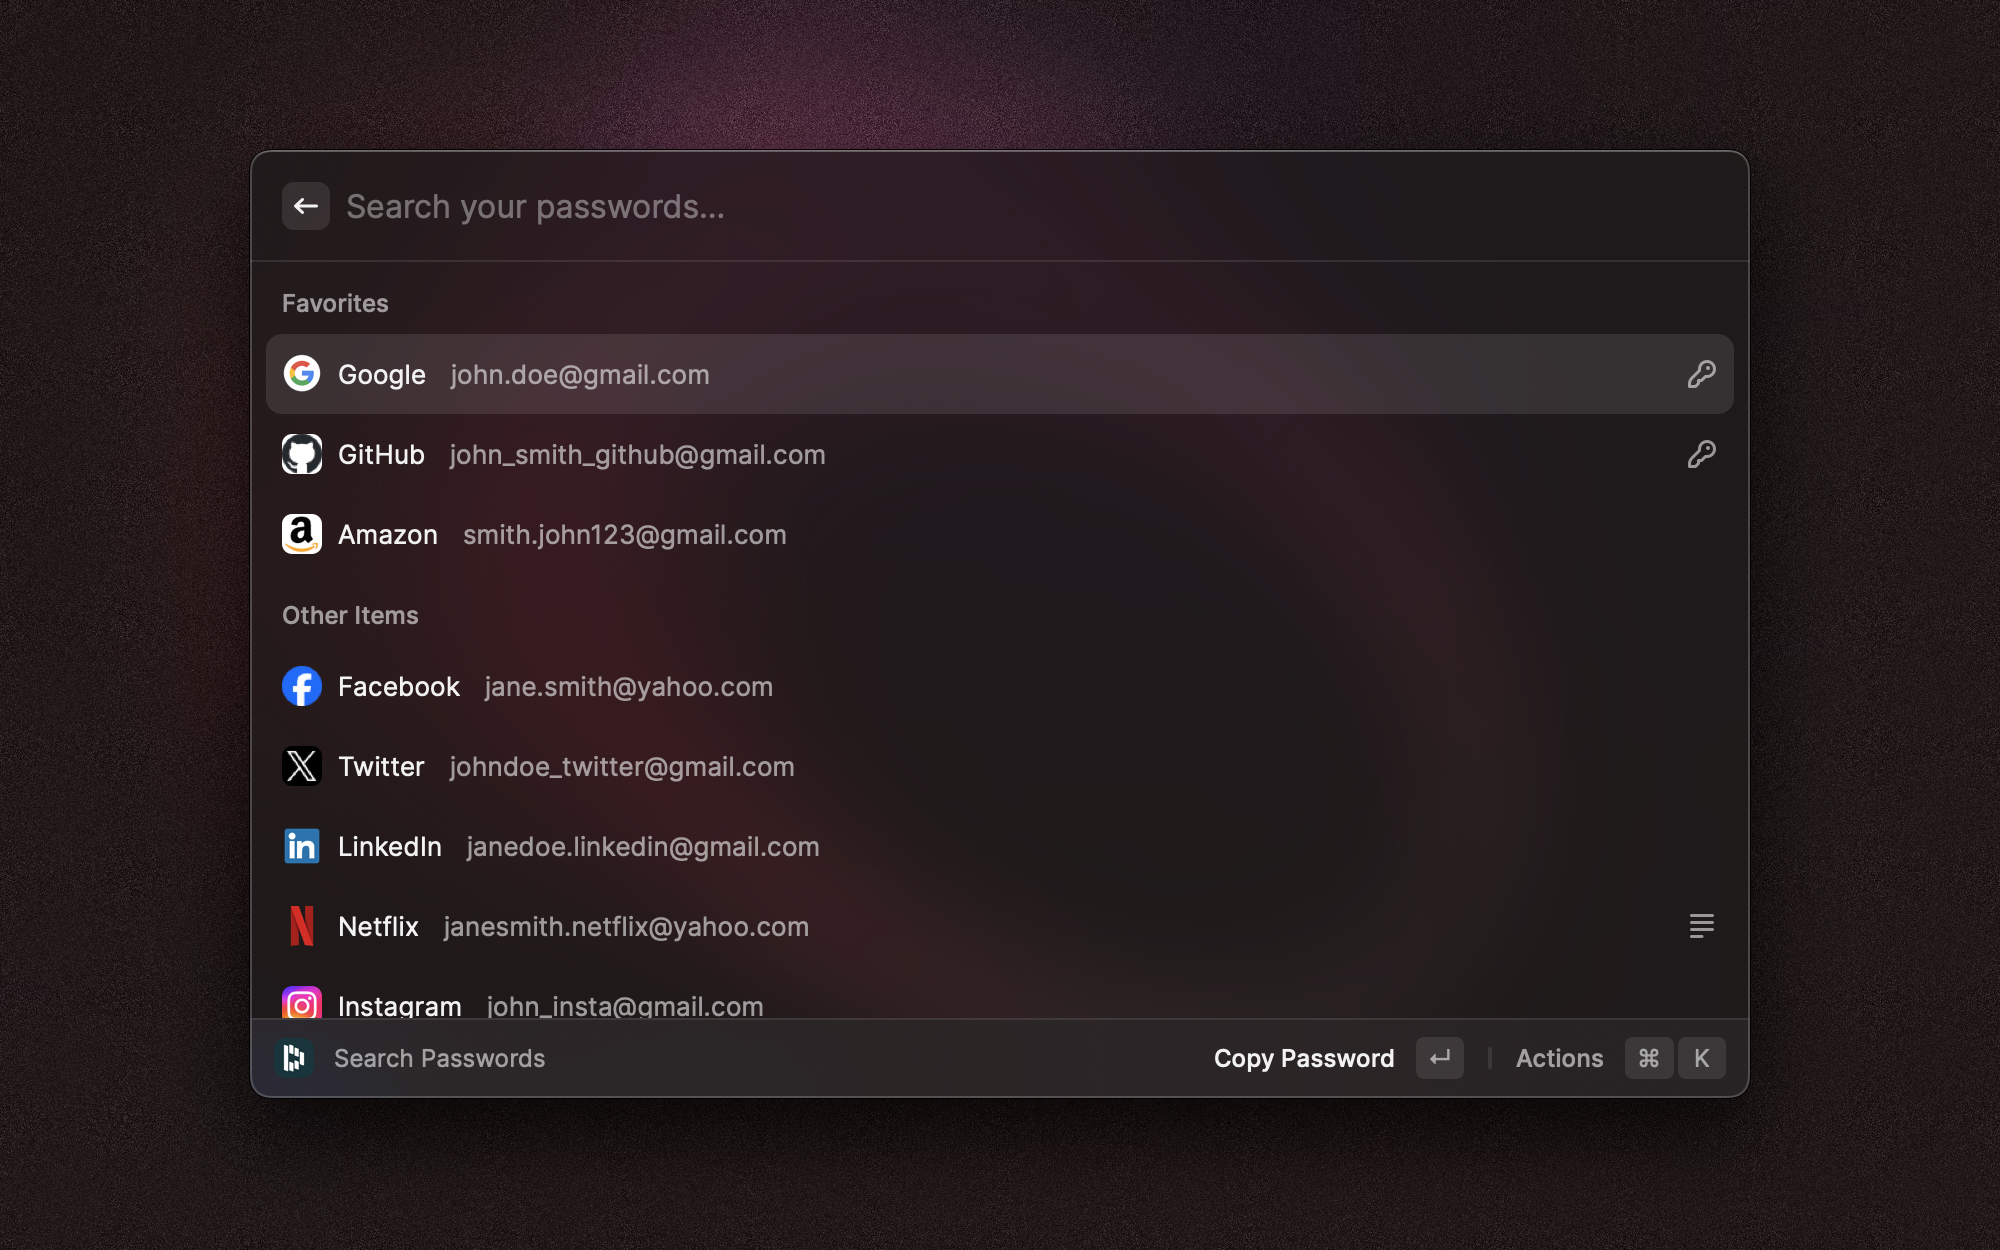 Search your passwords...
Favorites
Google john.doe@gmail.com
GitHub john_smith_github@gmail.com
Amazon smith.john123@gmail.com
Other Items
Facebook jane.smith@yahoo.com
Twitter johndoe_twitter@gmail.com
LinkedIn janedoe.linkedin@gmail.com
Netflix janesmith.netflix@yahoo.com
Instagram john_insta@gmail.com
Search Passwords Copy Password ↵ Actions ⌘ K